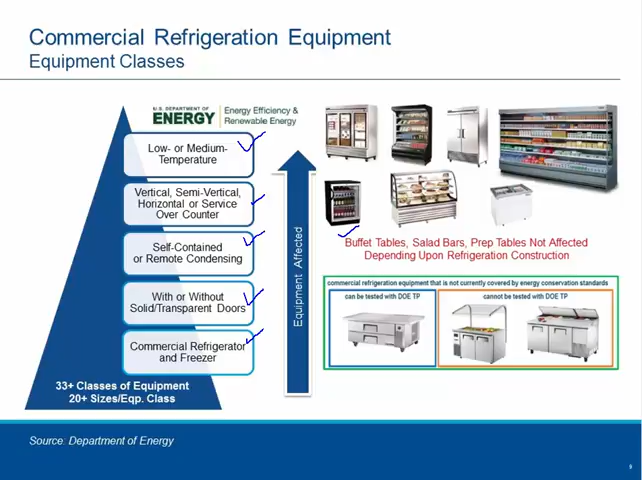 Commercial Refrigeration Equipment
Equipment Classes
U.S. DEPARTMENT OF
ENERGY
Energy Efficiency &
Renewable Energy
Low- or Medium-
Temperature
Vertical, Semi-Vertical,
Horizontal or Service
Over Counter
Self-Contained
or Remote Condensing
With or Without
Solid/Transparent Doors
Commercial Refrigerator
and Freezer
33+ Classes of Equipment
20+ Sizes/Eqp. Class
Equipment Affected
Buffet Tables, Salad Bars, Prep Tables Not Affected
Depending Upon Refrigeration Construction
commercial refrigeration equipment that is not currently covered by energy conservation standards
can be tested with DOE TP
cannot be tested with DOE TP
Source: Department of Energy
9